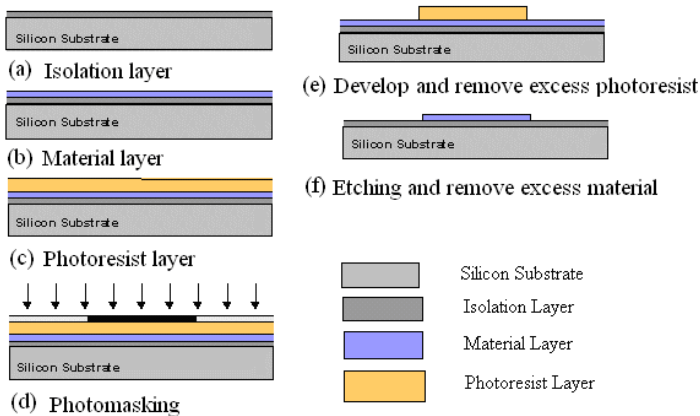 Silicon Substrate
(a) Isolation layer
Silicon Substrate
(b) Material layer
Silicon Substrate
(c) Photoresist layer
Silicon Substrate
(d) Photomasking
Silicon Substrate
(e) Develop and remove excess photoresist
Silicon Substrate
(f) Etching and remove excess material
Silicon Substrate
Isolation Layer
Material Layer
Photoresist Layer